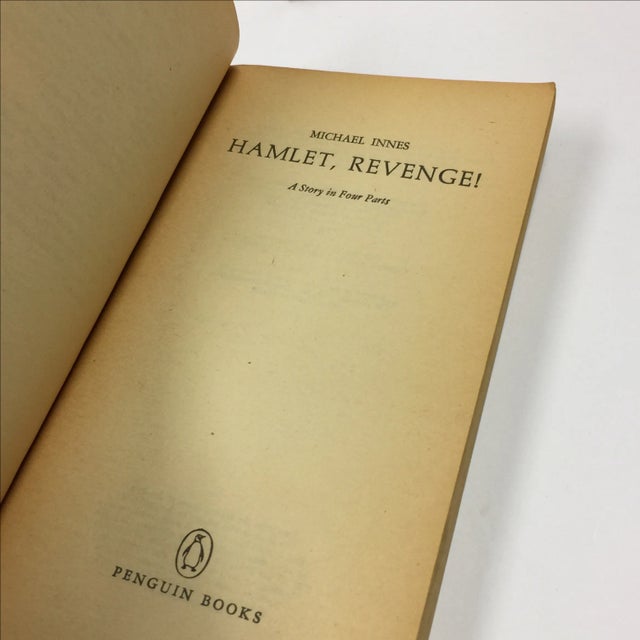 MICHAEL INNES
HAMLET, REVENGE!
A Story in Four Parts
PENGUIN BOOKS